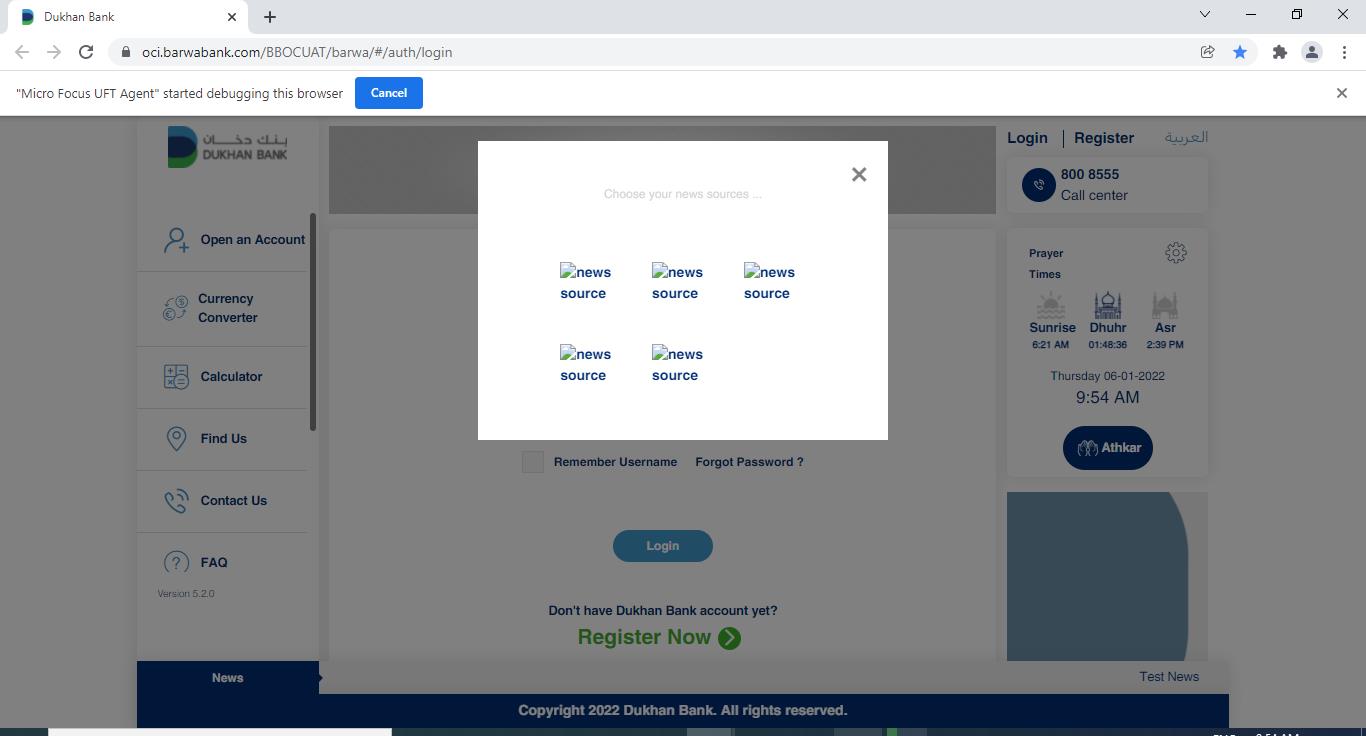 Dukhan Bank
oci.barwabank.com/BBOCUAT/barwa/#/auth/login
"Micro Focus UFT Agent" started debugging this browser
Cancel
بنك دخان
DUKHAN BANK
Open an Account
Currency
Converter
Calculator
Find Us
Contact Us
FAQ
Version 5.2.0
Choose your news sources ...
news
source
news
source
news
source
news
source
news
source
Remember Username
Forgot Password ?
Login
Don't have Dukhan Bank account yet?
Register Now
Login
Register
العربية
800 8555
Call center
Prayer
Times
Sunrise
6:21 AM
Dhuhr
01:48:36
Asr
2:39 PM
Thursday 06-01-2022
9:54 AM
Athkar
News
Test News
Copyright 2022 Dukhan Bank. All rights reserved.